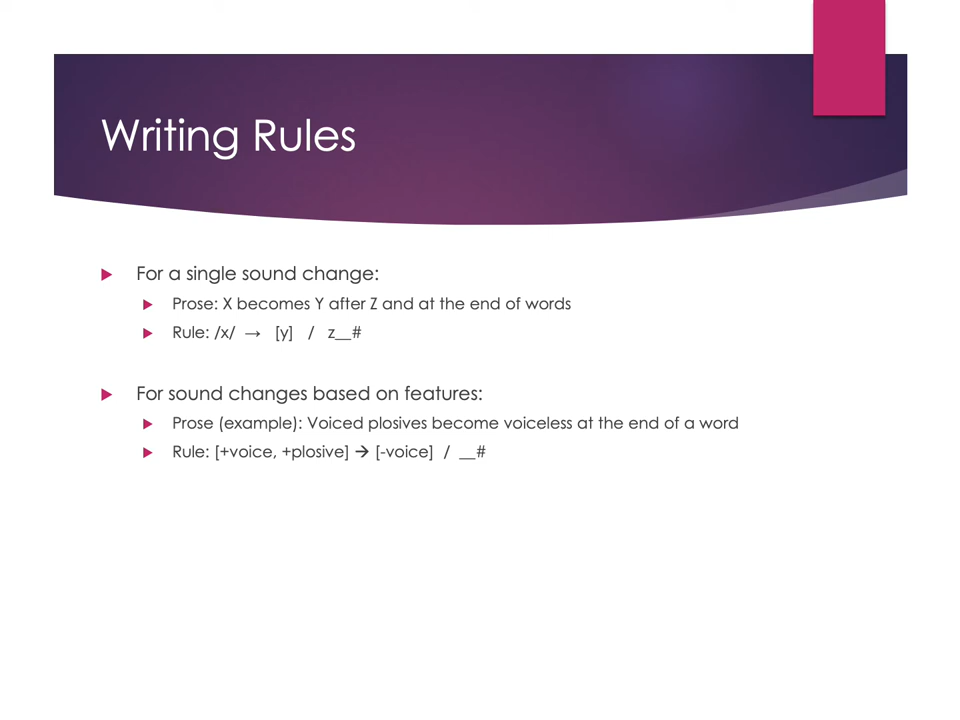 Writing Rules
For a single sound change:
Prose: X becomes Y after Z and at the end of words
Rule: /x/ → [y] / z__#
For sound changes based on features:
Prose (example): Voiced plosives become voiceless at the end of a word
Rule: [+voice, +plosive] → [-voice] / __#